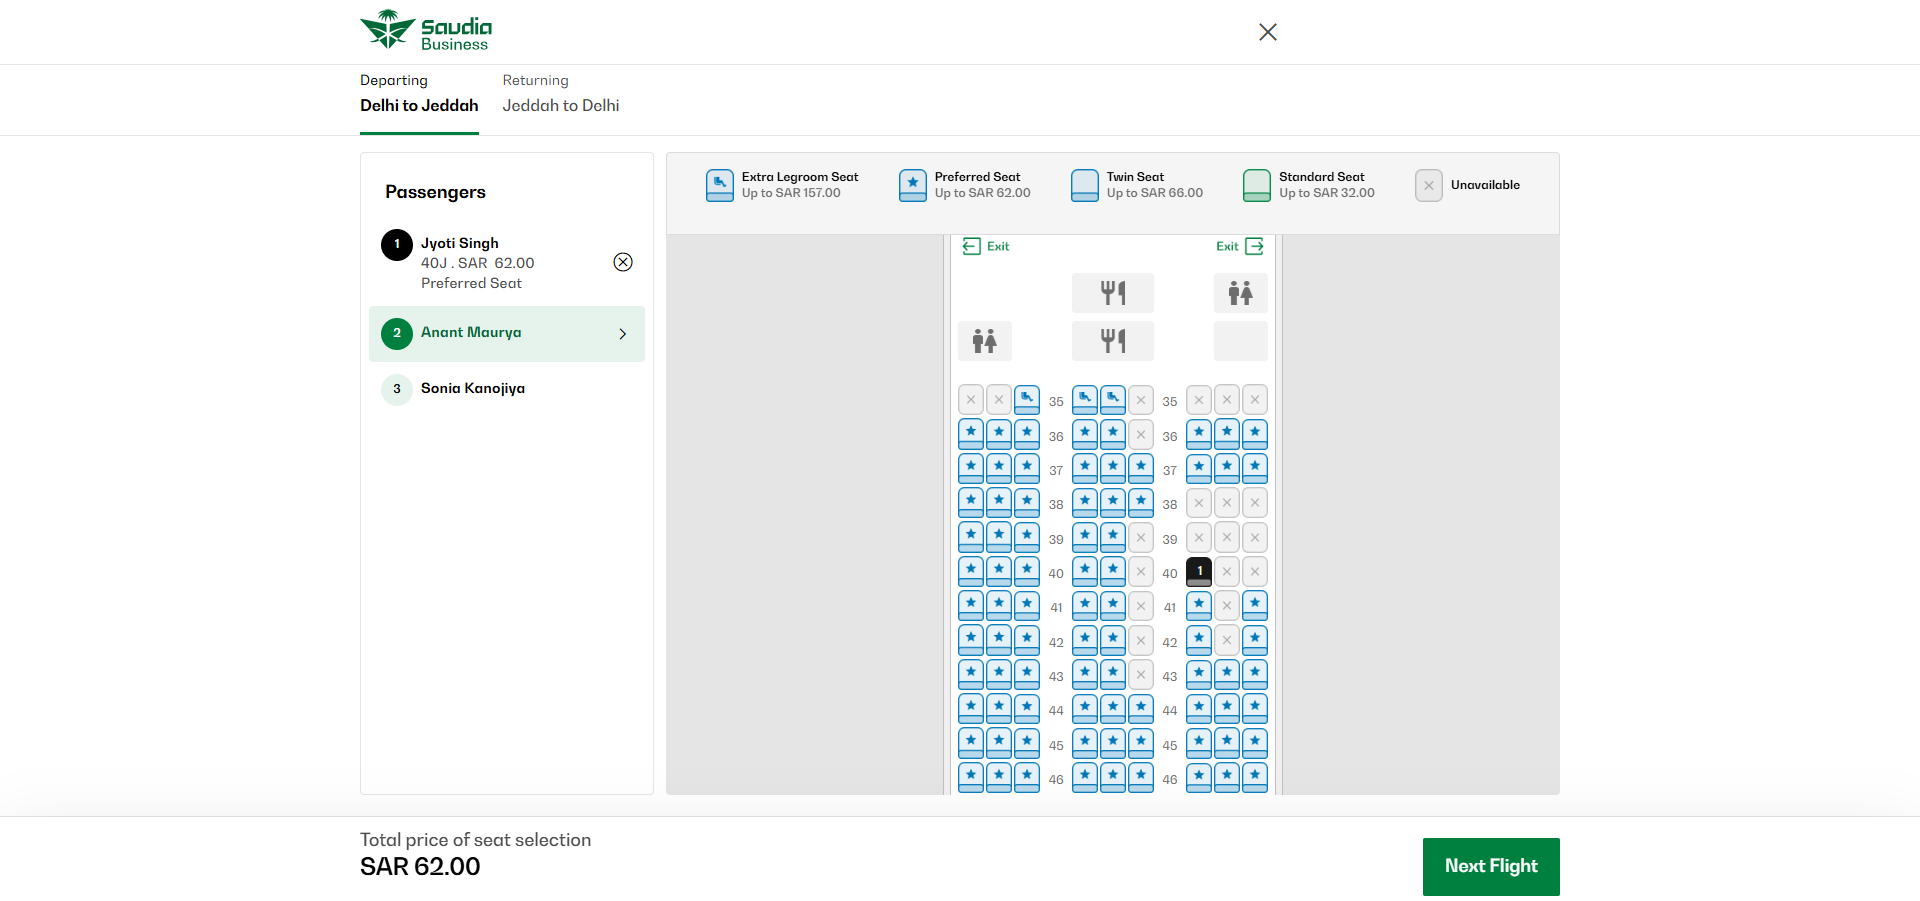 Saudia
Business
Departing
Delhi to Jeddah
Returning
Jeddah to Delhi
Passengers
1
Jyoti Singh
40J . SAR 62.00
Preferred Seat
2
Anant Maurya
3
Sonia Kanojiya
Extra Legroom Seat
Up to SAR 157.00
Preferred Seat
Up to SAR 62.00
Twin Seat
Up to SAR 66.00
Standard Seat
Up to SAR 32.00
Unavailable
Exit
Exit
35 35
36 36
37 37
38 38
39 39
40 40 1
41 41
42 42
43 43
44 44
45 45
46 46
Total price of seat selection
SAR 62.00
Next Flight